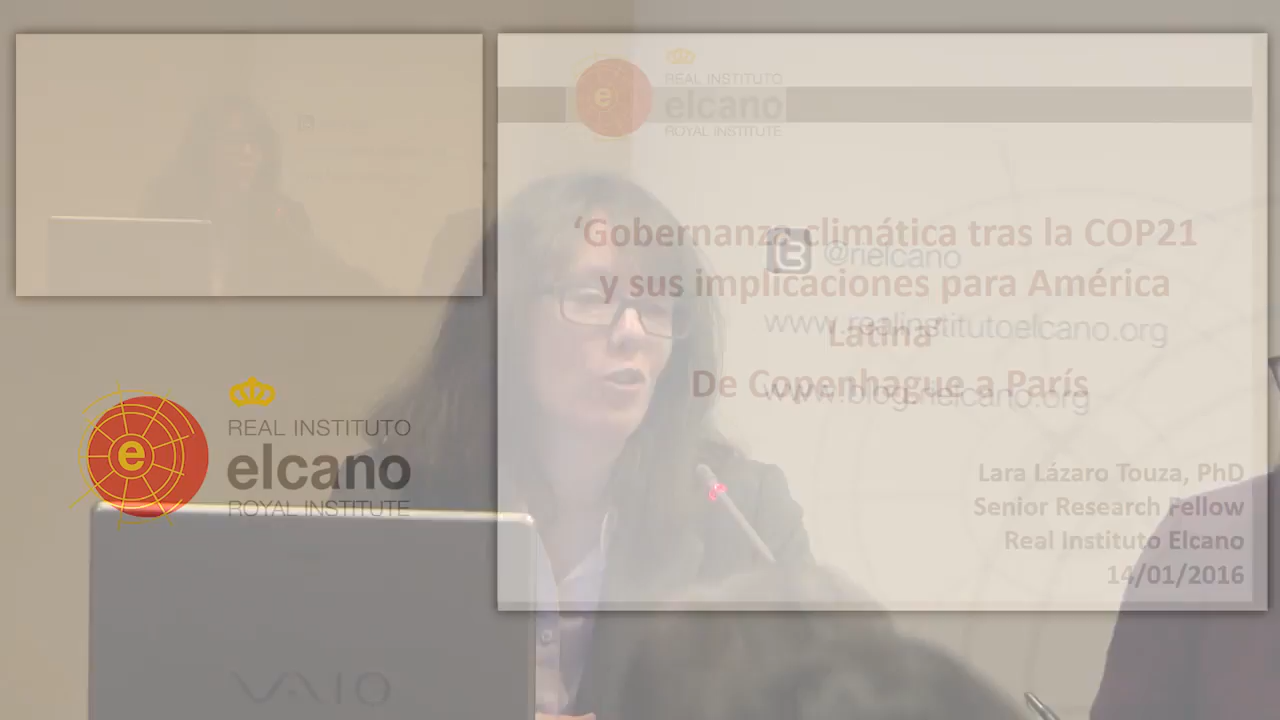 REAL INSTITUTO
elcano
ROYAL INSTITUTE
‘Gobernanza climática tras la COP21
y sus implicaciones para América
Latina’
De Copenhague a París
@rielcano
www.realinstitutoelcano.org
www.blog.rielcano.org
Lara Lázaro Touza, PhD
Senior Research Fellow
Real Instituto Elcano
14/01/2016
e
REAL INSTITUTO
elcano
ROYAL INSTITUTE
VAIO